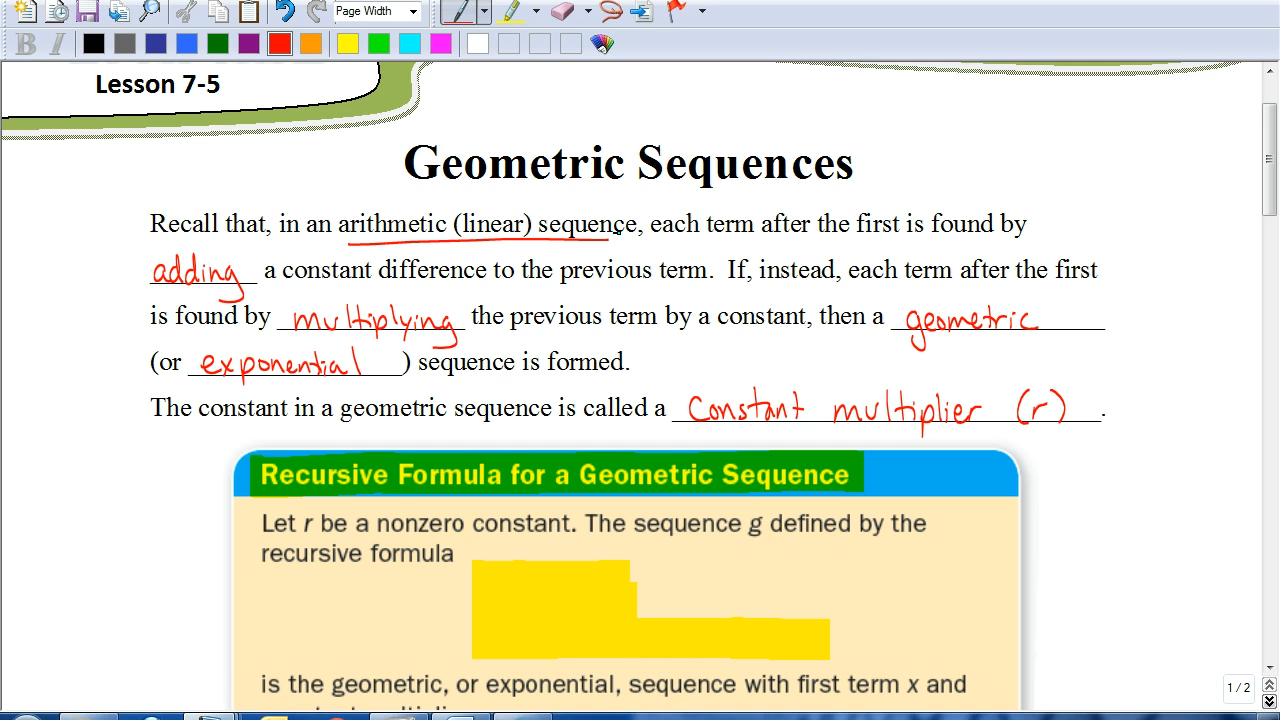 Page Width
B I
Lesson 7-5
Geometric Sequences
Recall that, in an arithmetic (linear) sequence, each term after the first is found by
adding a constant difference to the previous term. If, instead, each term after the first
is found by multiplying the previous term by a constant, then a geometric
(or exponential) sequence is formed.
The constant in a geometric sequence is called a Constant multiplier (r).
Recursive Formula for a Geometric Sequence
Let r be a nonzero constant. The sequence g defined by the
recursive formula
is the geometric, or exponential, sequence with first term x and
1 / 2